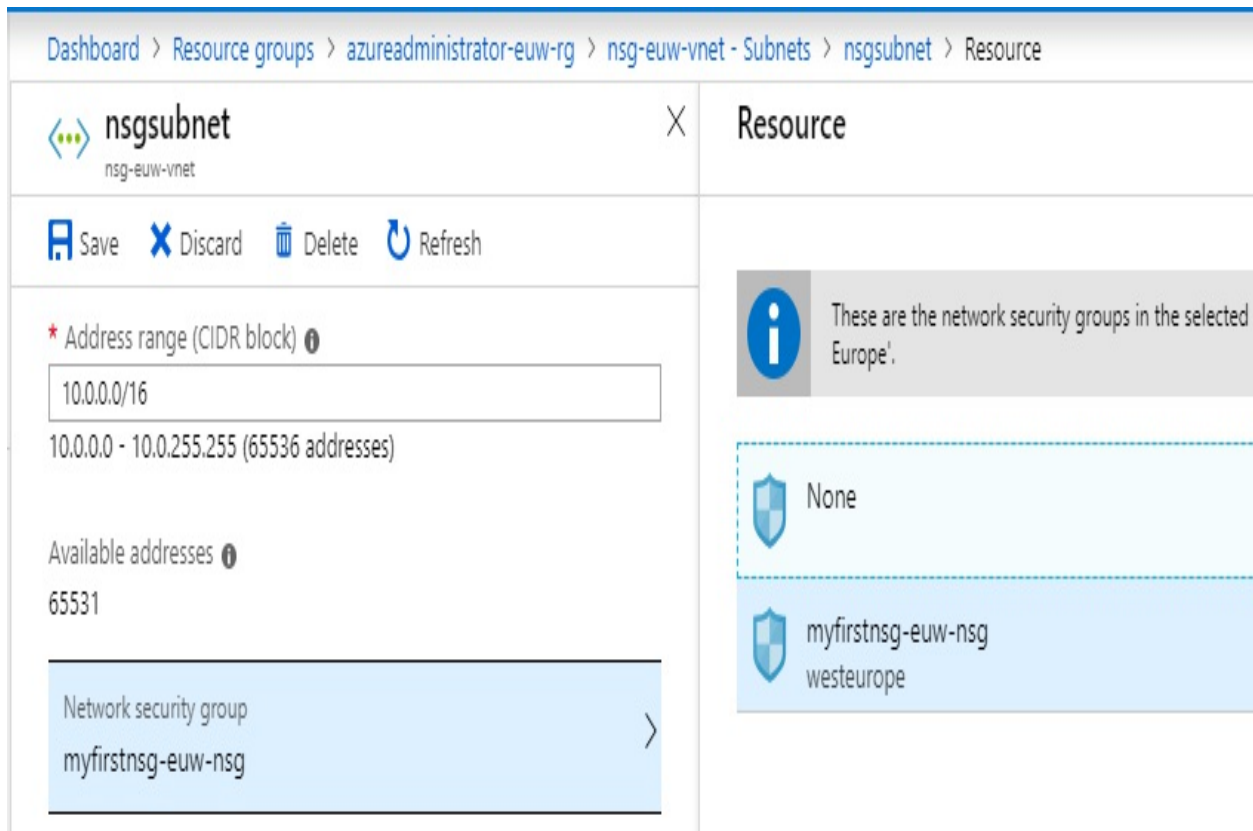 Dashboard > Resource groups > azureadministrator-euw-rg > nsg-euw-vnet - Subnets > nsgsubnet > Resource
nsgsubnet
nsg-euw-vnet
Save Discard Delete Refresh
* Address range (CIDR block)
10.0.0.0/16
10.0.0.0 - 10.0.255.255 (65536 addresses)
Available addresses
65531
Network security group
myfirstnsg-euw-nsg
Resource
These are the network security groups in the selected
Europe'.
None
myfirstnsg-euw-nsg
westeurope